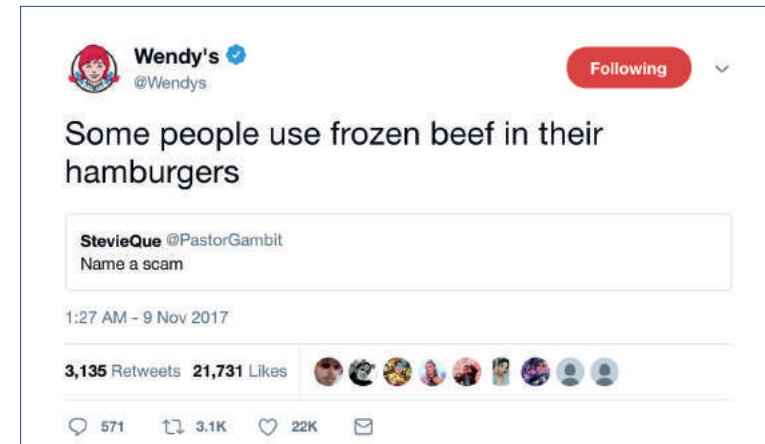 Wendy's
@Wendys
Following
Some people use frozen beef in their
hamburgers
StevieQue @PastorGambit
Name a scam
1:27 AM - 9 Nov 2017
3,135 Retweets 21,731 Likes
571 3.1K 22K